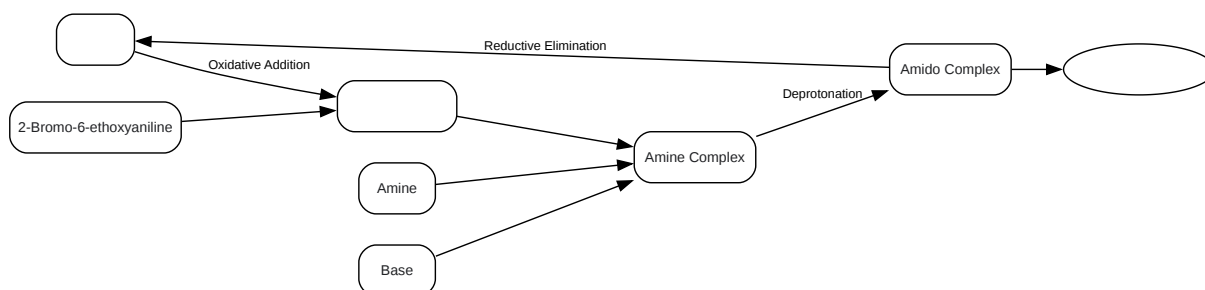 Reductive Elimination
Oxidative Addition
Amido Complex
Deprotonation
2-Bromo-6-ethoxyaniline
Amine Complex
Amine
Base